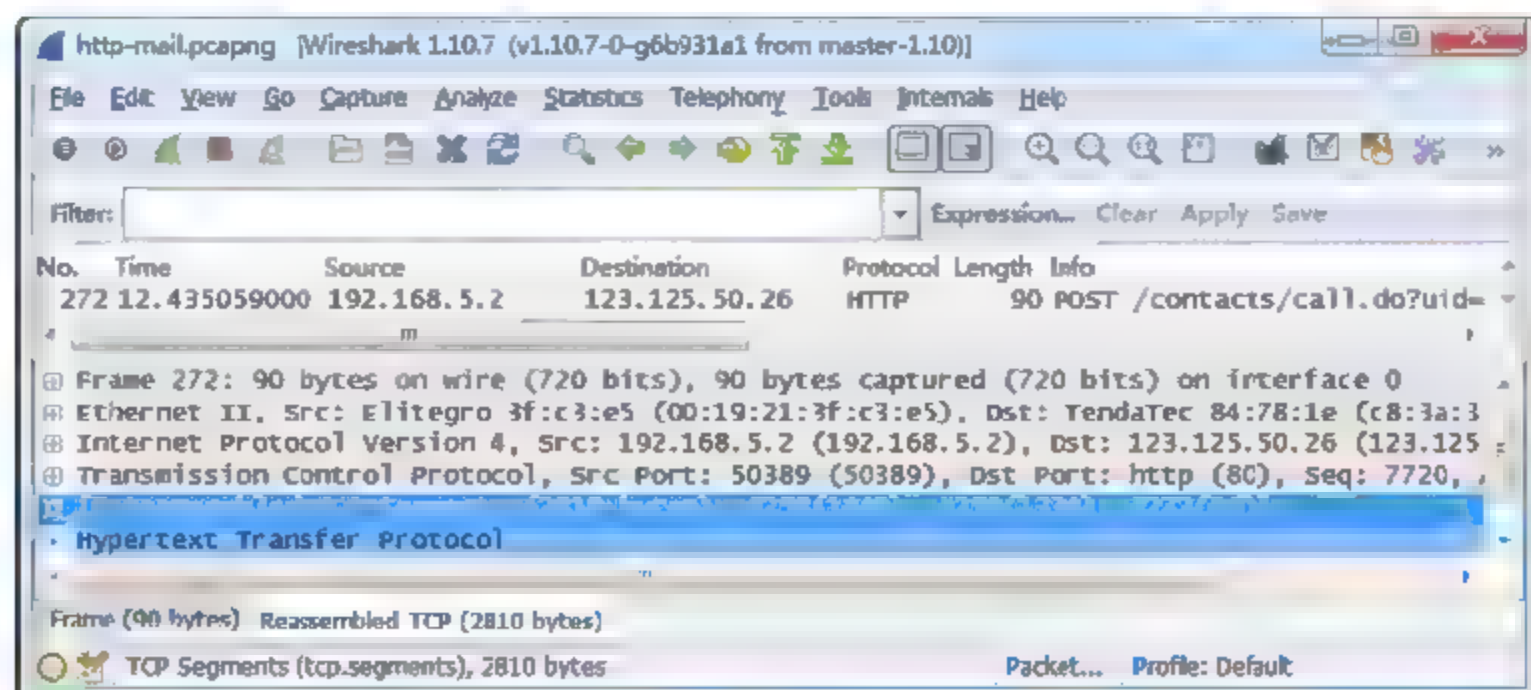 http-mail.pcapng [Wireshark 1.10.7 (v1.10.7-0-g6b931a1 from master-1.10)]
File Edit View Go Capture Analyze Statistics Telephony Tools Internals Help
Filter: Expression... Clear Apply Save
No. Time Source Destination Protocol Length Info
272 12.435059000 192.168.5.2 123.125.50.26 HTTP 90 POST /contacts/call.do?uid=
Frame 272: 90 bytes on wire (720 bits), 90 bytes captured (720 bits) on interface 0
Ethernet II, Src: Elitegro 3f:c3:e5 (00:19:21:3f:c3:e5), Dst: TendaTec 84:78:1e (c8:3a:3
Internet Protocol Version 4, Src: 192.168.5.2 (192.168.5.2), Dst: 123.125.50.26 (123.125
Transmission Control Protocol, Src Port: 50389 (50389), Dst Port: http (80), Seq: 7720,
Hypertext Transfer Protocol
Frame (90 bytes) Reassembled TCP (2810 bytes)
TCP Segments (tcp.segments), 2810 bytes Packet... Profile: Default